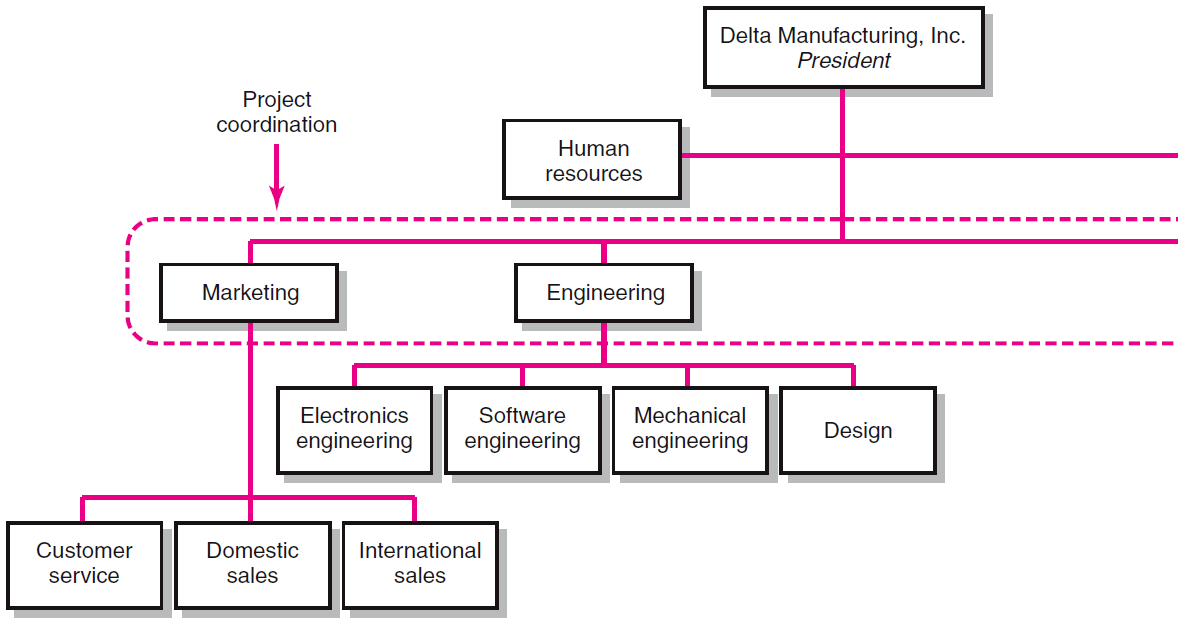 Delta Manufacturing, Inc.
President
Project
coordination
Human
resources
Marketing
Engineering
Electronics
engineering
Software
engineering
Mechanical
engineering
Design
Customer
service
Domestic
sales
International
sales